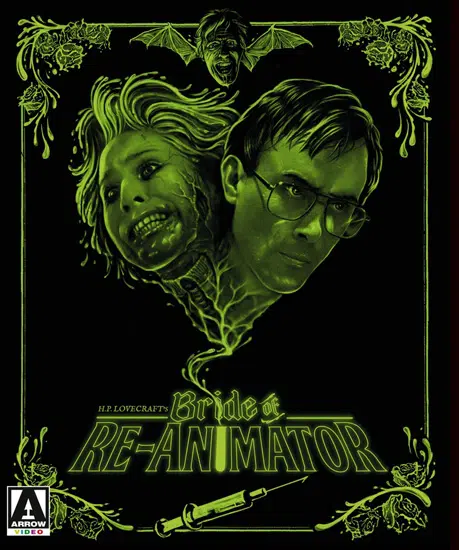 H.P. LOVECRAFT'S
Bride of
RE-ANIMATOR
ARROW
VIDEO